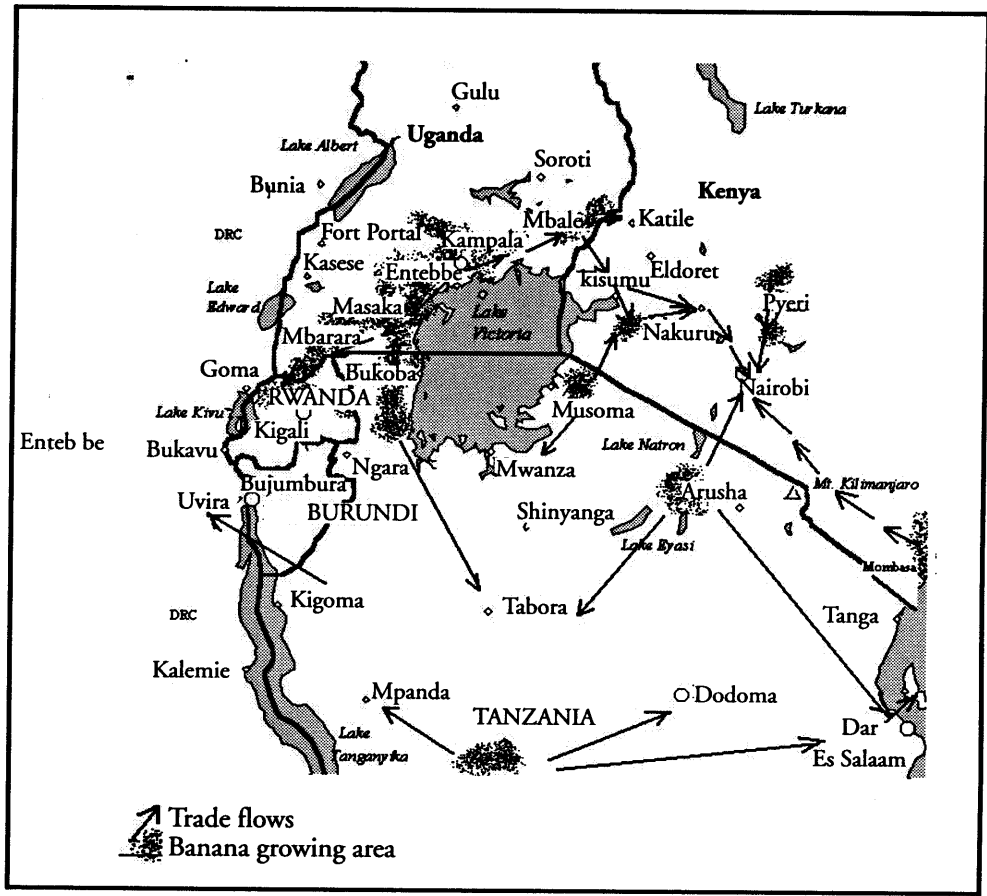 Gulu
Lake Turkana
Uganda
Lake Albert
Soroti
Bunia
Kenya
Mbale
Katile
DRC
Fort Portal
Kampala
Entebbe
Eldoret
Kasese
kisumu
Lake
Edward
Masaka
Lake
Victoria
Pyeri
Mbarara
Nakuru
Goma
Bukoba
Nairobi
RWANDA
Lake Kivu
Musoma
Kigali
Enteb be
Bukavu
Lake Natron
Ngara
Mwanza
Bujumbura
Mt. Kilimanjaro
Uvira
Arusha
BURUNDI
Shinyanga
Lake Eyasi
Mombasa
Kigoma
Tabora
DRC
Tanga
Kalemie
Mpanda
Dodoma
TANZANIA
Lake
Tanganyika
Dar
Es Salaam
Trade flows
Banana growing area